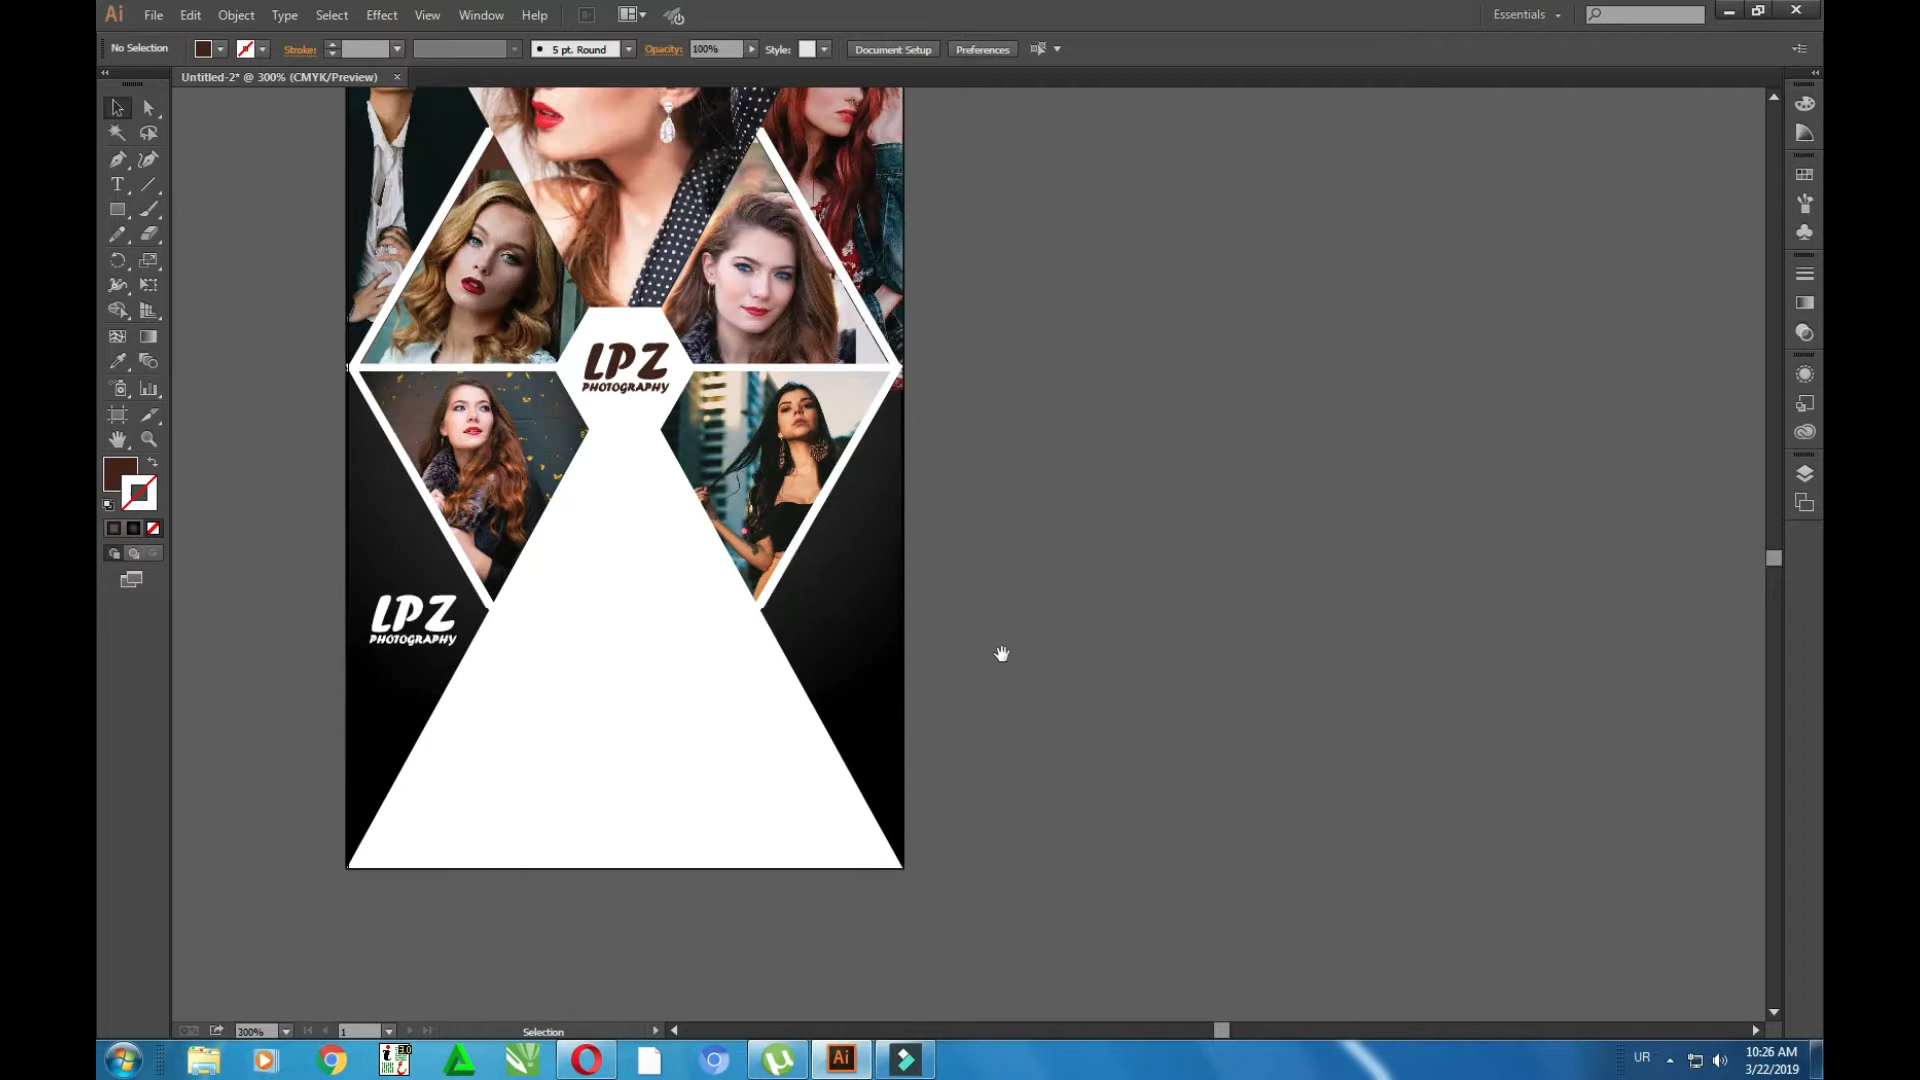 Ai File Edit Object Type Select Effect View Window Help Br Essentials
No Selection Stroke: 5 pt. Round Opacity: 100% Style: Document Setup Preferences
Untitled-2* @ 300% (CMYK/Preview) ×
LPZ
PHOTOGRAPHY
LPZ
PHOTOGRAPHY
300% 1 Selection
Ai UR 10:26 AM
3/22/2019